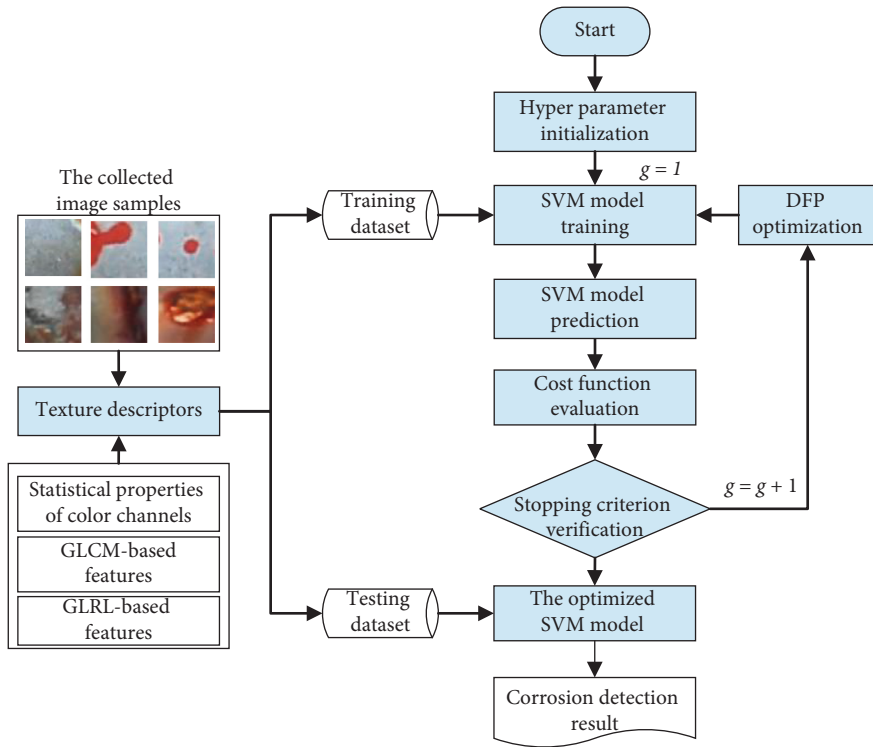 Start
Hyper parameter
initialization
g = 1
The collected
image samples
Training
dataset
SVM model
training
DFP
optimization
SVM model
prediction
Texture descriptors
Cost function
evaluation
Statistical properties
of color channels
GLCM-based
features
GLRL-based
features
Stopping criterion
verification
g = g + 1
Testing
dataset
The optimized
SVM model
Corrosion detection
result